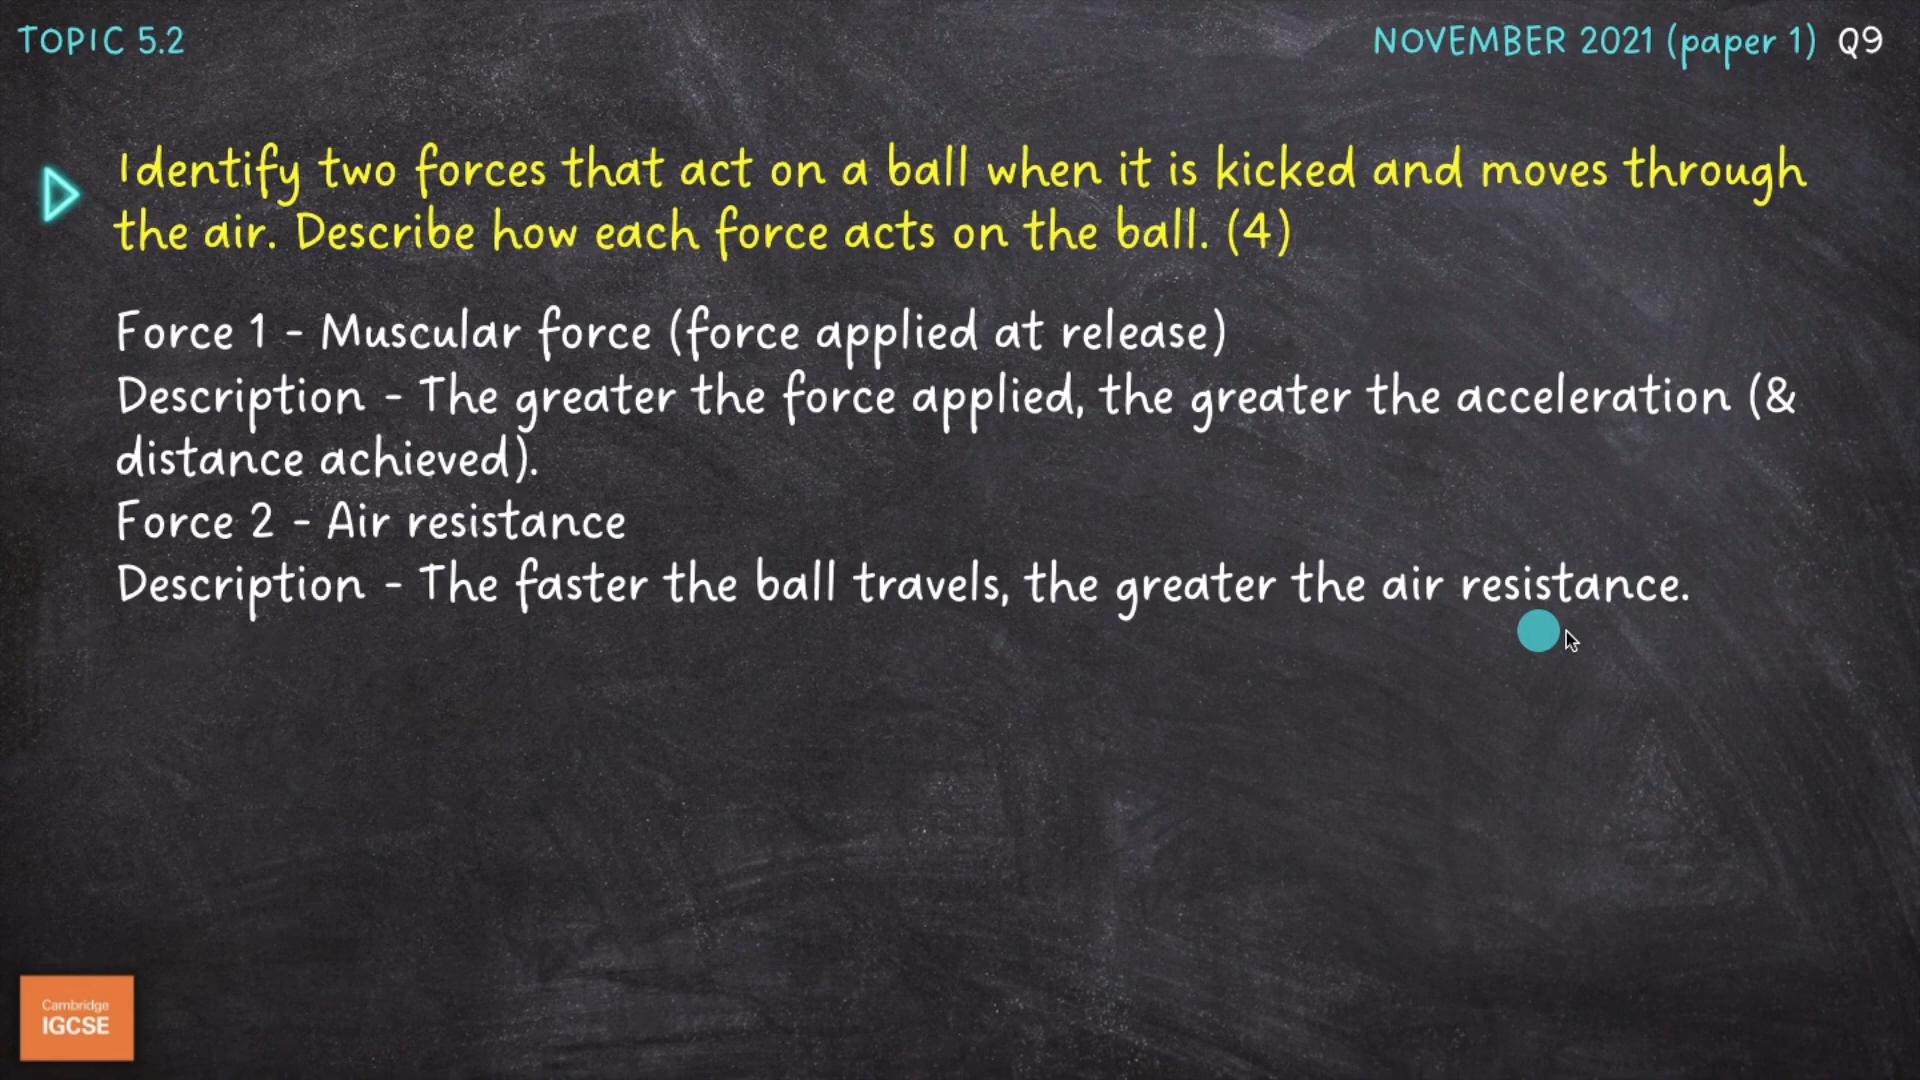 TOPIC 5.2
NOVEMBER 2021 (paper 1) Q9
Identify two forces that act on a ball when it is kicked and moves through
the air. Describe how each force acts on the ball. (4)
Force 1 - Muscular force (force applied at release)
Description - The greater the force applied, the greater the acceleration (&
distance achieved).
Force 2 - Air resistance
Description - The faster the ball travels, the greater the air resistance.
Cambridge
IGCSE